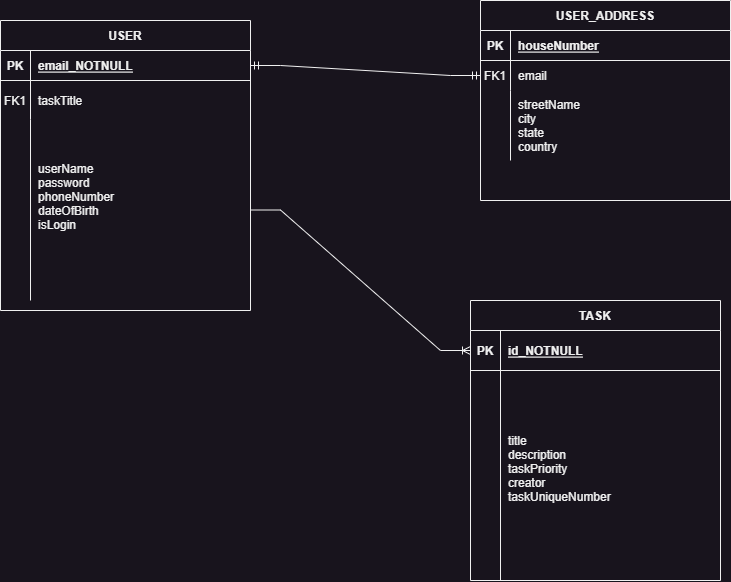 USER
PK email_NOTNULL
FK1 taskTitle
userName
password
phoneNumber
dateOfBirth
isLogin
USER_ADDRESS
PK houseNumber
FK1 email
streetName
city
state
country
TASK
PK id_NOTNULL
title
description
taskPriority
creator
taskUniqueNumber